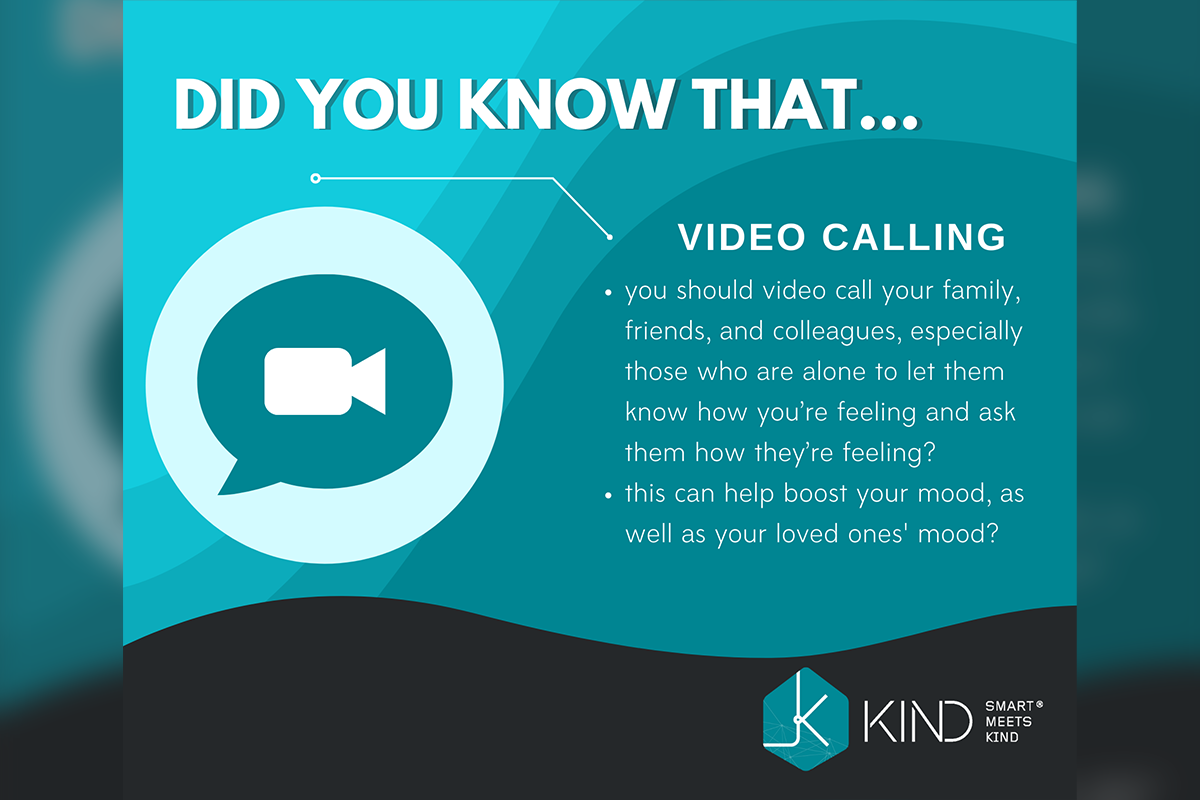 DID YOU KNOW THAT...
VIDEO CALLING
• you should video call your family,
friends, and colleagues, especially
those who are alone to let them
know how you’re feeling and ask
them how they’re feeling?
• this can help boost your mood, as
well as your loved ones' mood?
K KIND
SMART®
MEETS
KIND